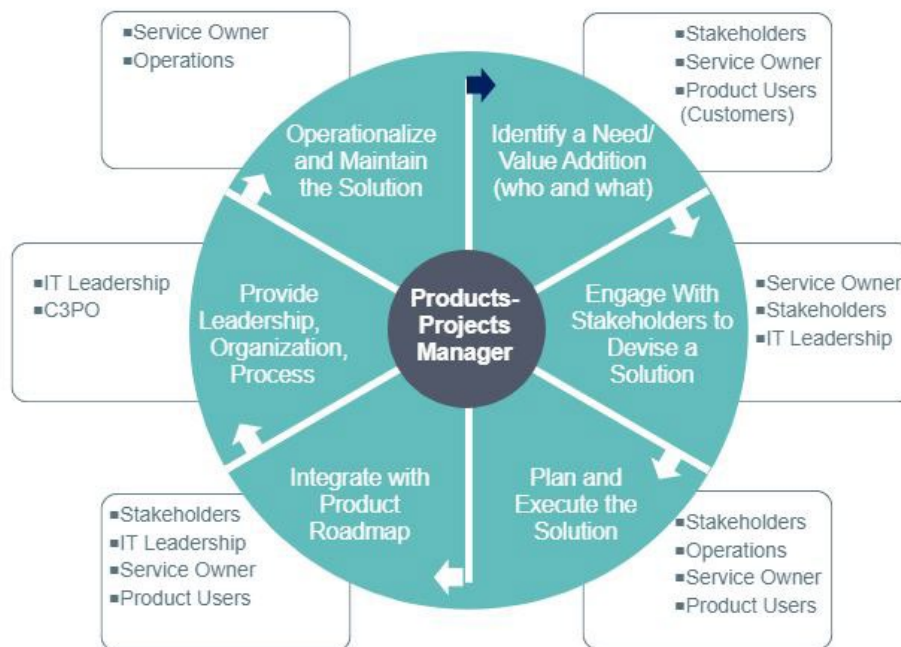 ▪Service Owner
▪Operations
▪Stakeholders
▪Service Owner
▪Product Users
(Customers)
Operationalize
and Maintain
the Solution
Identify a Need/
Value Addition
(who and what)
▪IT Leadership
▪C3PO
Provide
Leadership,
Organization,
Process
Products-
Projects
Manager
Engage With
Stakeholders to
Devise a
Solution
▪Service Owner
▪Stakeholders
▪IT Leadership
Integrate with
Product
Roadmap
Plan and
Execute the
Solution
▪Stakeholders
▪IT Leadership
▪Service Owner
▪Product Users
▪Stakeholders
▪Operations
▪Service Owner
▪Product Users